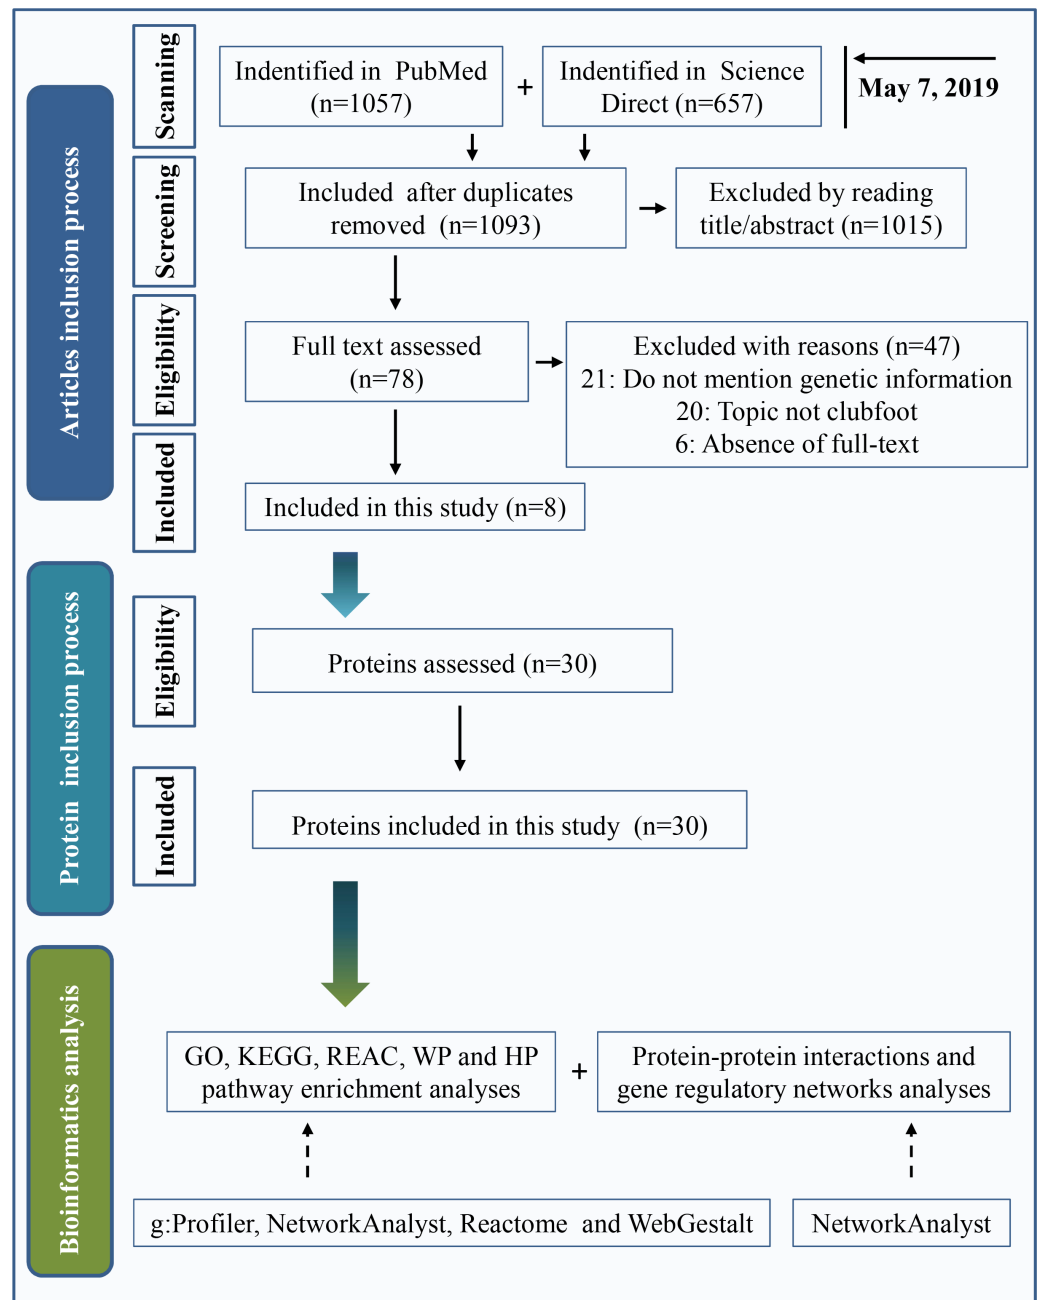 Articles inclusion process
Scanning
Indentified in PubMed
(n=1057)
+
Indentified in Science
Direct (n=657)
May 7, 2019
Screening
Included after duplicates
removed (n=1093)
Excluded by reading
title/abstract (n=1015)
Eligibility
Full text assessed
(n=78)
Excluded with reasons (n=47)
21: Do not mention genetic information
20: Topic not clubfoot
6: Absence of full-text
Included
Included in this study (n=8)
Protein inclusion process
Eligibility
Proteins assessed (n=30)
Included
Proteins included in this study (n=30)
Bioinformatics analysis
GO, KEGG, REAC, WP and HP
pathway enrichment analyses
+
Protein-protein interactions and
gene regulatory networks analyses
g:Profiler, NetworkAnalyst, Reactome and WebGestalt
NetworkAnalyst